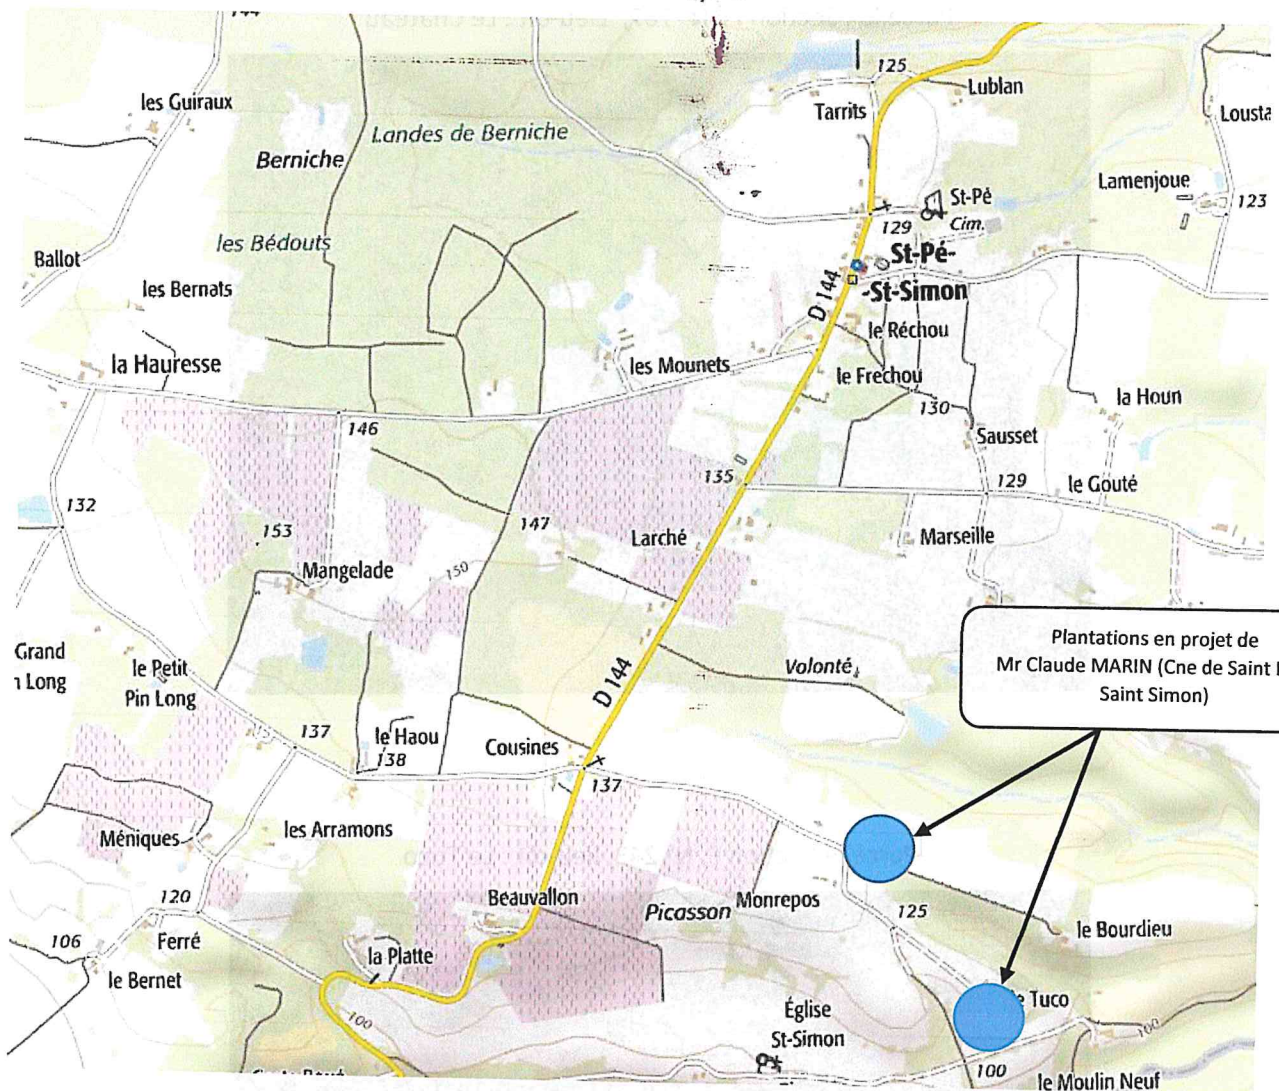 144
125
Lublan
les Guiraux
Tarrits
Lousta
Landes de Berniche
Berniche
Lamenjoue
St-Pé
Cim.
123
129
les Bédouts
St-Pé-
-St-Simon
Ballot
les Bernats
D 144
le Réchou
la Hauresse
les Mounets
le Frechou
130
la Houn
146
Sausset
135
129
le Gouté
132
153
147
Larché
Marseille
Mangelade
150
Plantations en projet de
Mr Claude MARIN (Cne de Saint
Saint Simon)
Grand
Long
le Petit
Pin Long
Volonté
D 144
137
le Haou
138
Cousines
137
Méniques
les Arramons
Beauvallon
Picasson
Monrepos
120
125
le Bourdieu
106
Ferré
la Platte
le Bernet
Tuco
100
Église
St-Simon
100
100
le Moulin Neuf